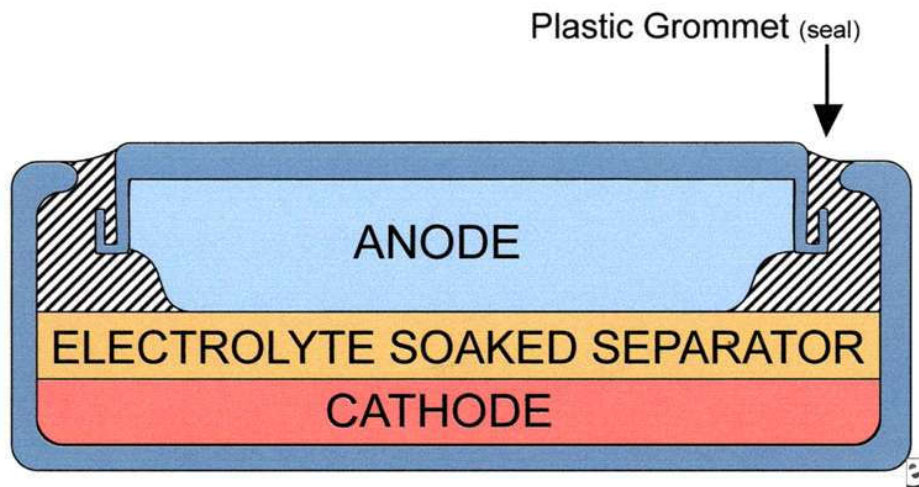 Plastic Grommet (seal)
ANODE
ELECTROLYTE SOAKED SEPARATOR
CATHODE